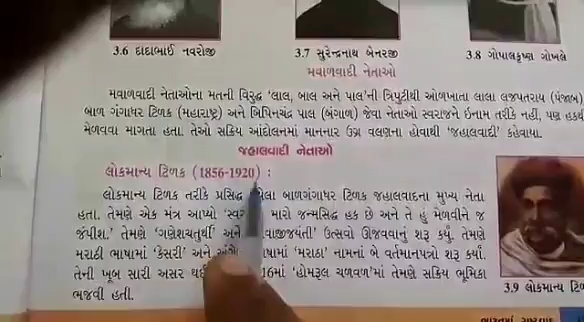 3.6 દાદાભાઈ નવરોજી
3.7 સુરેન્દ્રનાથ બેનરજી
3.8 ગોપાલકૃષ્ણ ગોખલે
મવાળવાદી નેતાઓ
મવાળવાદી નેતાઓના મતની વિરુદ્ધ 'લાલ, બાલ અને પાલ'ની ત્રિપુટીથી ઓળખાતા લાલા લજપતરાય (પંજાબ)
બાળ ગંગાધર ટિળક (મહારાષ્ટ્ર) અને બિપિનચંદ્ર પાલ (બંગાળ) જેવા નેતાઓ સ્વરાજને ઇનામ તરીકે નહીં, પણ હકથી
મેળવવા માગતા હતા. તેઓ સક્રિય આંદોલનમાં માનનાર ઉગ્ર વલણના હોવાથી 'જહાલવાદી' કહેવાયા.
જહાલવાદી નેતાઓ
લોકમાન્ય ટિળક (1856-1920) :
લોકમાન્ય ટિળક તરીકે પ્રસિદ્ધ બાળગંગાધર ટિળક જહાલવાદના મુખ્ય નેતા
હતા. તેમણે એક મંત્ર આપ્યો મારો જન્મસિદ્ધ હક છે અને તે હું મેળવીને જ
જંપીશ.' તેમણે 'ગણેશચતુર્થી' અને ઉત્સવો ઊજવવાનું શરૂ કર્યું. તેમણે
મરાઠી ભાષામાં 'કેસરી' અને ભાષામાં 'મરાઠા' નામનાં બે વર્તમાનપત્રો શરૂ કર્યાં.
તેની ખૂબ સારી અસર 16માં 'હોમરૂલ ચળવળ'માં તેમણે સક્રિય ભૂમિકા
ભજવી હતી.
3.9 લોકમાન્ય